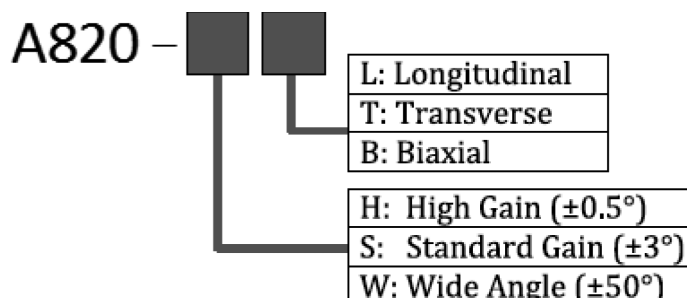 A820 –
L: Longitudinal
T: Transverse
B: Biaxial
H: High Gain (±0.5°)
S: Standard Gain (±3°)
W: Wide Angle (±50°)